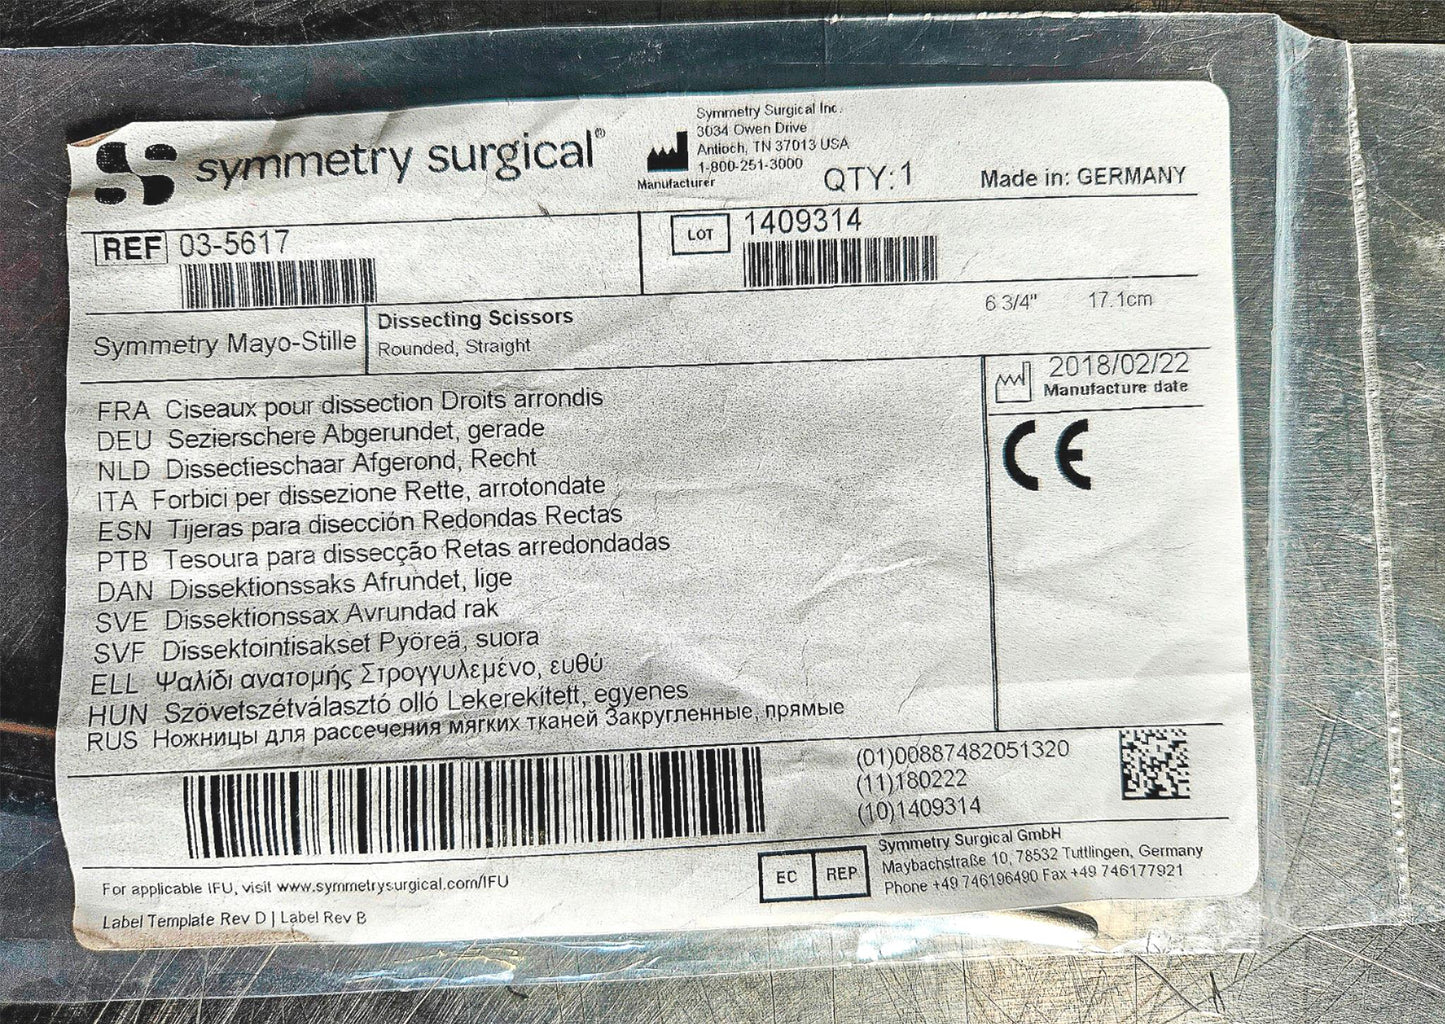 symmetry surgical®
Manufacturer
Symmetry Surgical Inc.
3034 Owen Drive
Antioch, TN 37013 USA
1-800-251-3000
QTY:1
Made in: GERMANY
REF 03-5617
LOT 1409314
Symmetry Mayo-Stille
Dissecting Scissors
Rounded, Straight
6 3/4" 17.1cm
2018/02/22
Manufacture date
CE
FRA Ciseaux pour dissection Droits arrondis
DEU Sezierschere Abgerundet, gerade
NLD Dissectieschaar Afgerond, Recht
ITA Forbici per dissezione Rette, arrotondate
ESN Tijeras para disección Redondas Rectas
PTB Tesoura para dissecção Retas arredondadas
DAN Dissektionssaks Afrundet, lige
SVE Dissektionssax Avrundad rak
SVF Dissektointisakset Pyöreä, suora
ELL Ψαλίδι ανατομής Στρογγυλεμένο, ευθύ
HUN Szövetszétválasztó olló Lekerekített, egyenes
RUS Ножницы для рассечения мягких тканей Закругленные, прямые
(01)00887482051320
(11)180222
(10)1409314
For applicable IFU, visit www.symmetrysurgical.com/IFU
Label Template Rev D | Label Rev B
EC REP
Symmetry Surgical GmbH
Maybachstraße 10, 78532 Tuttlingen, Germany
Phone +49 746196490 Fax +49 746177921